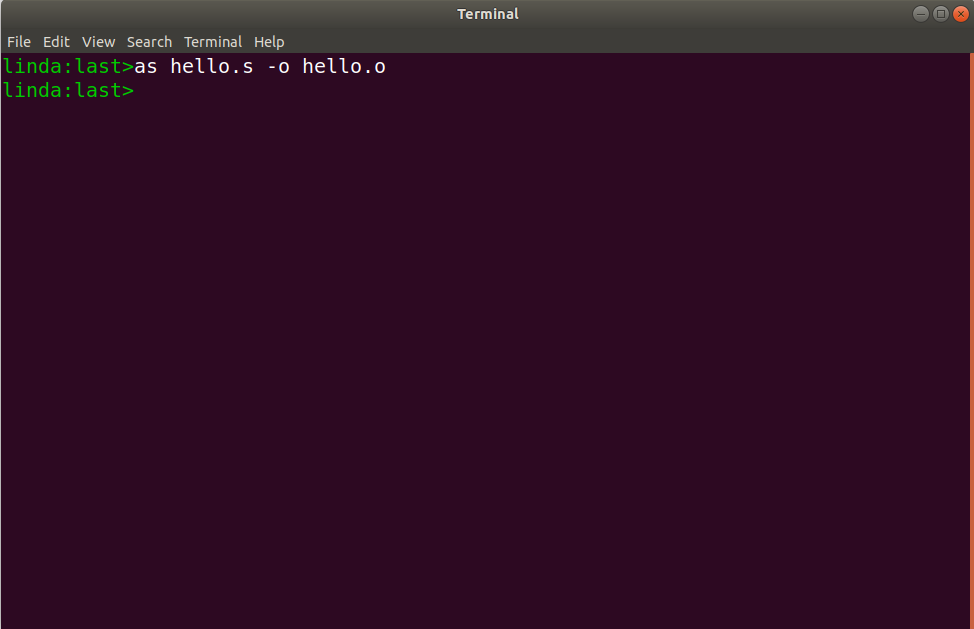 Terminal
File Edit View Search Terminal Help
linda:last>as hello.s -o hello.o
linda:last>